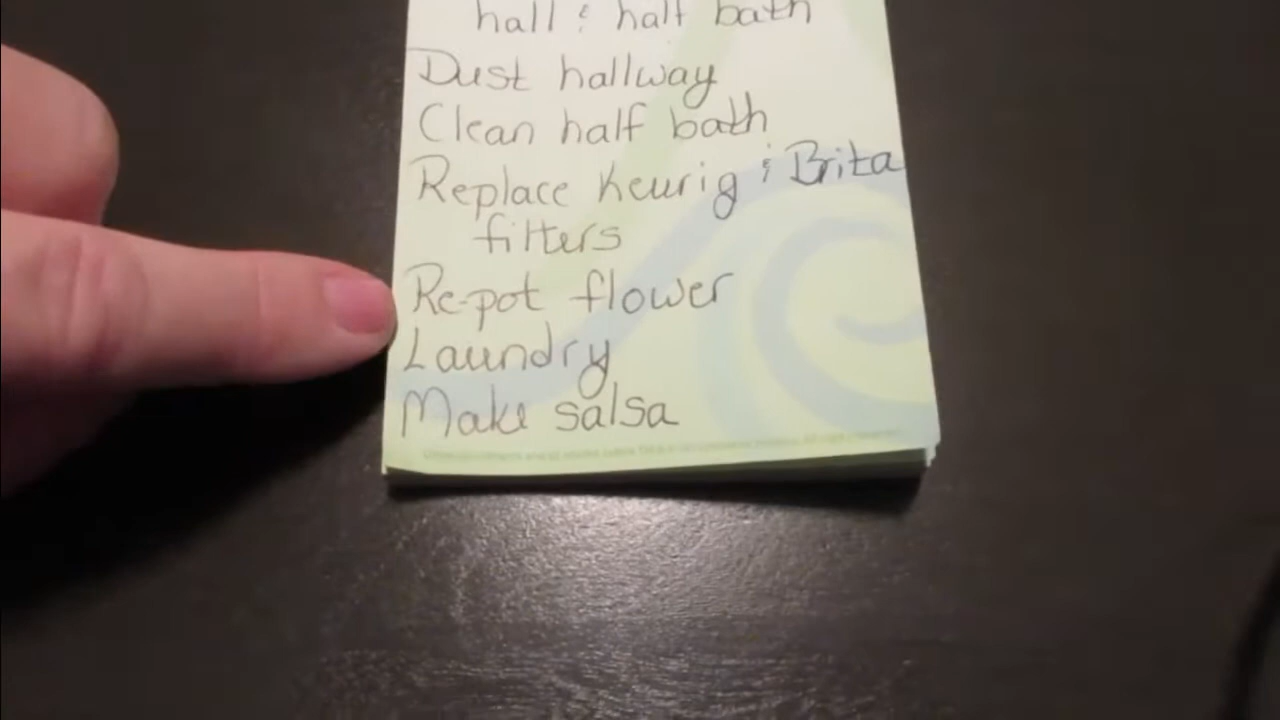 hall & half bath
Dust hallway
Clean half bath
Replace Keurig & Brita
filters
Re-pot flower
Laundry
Make salsa